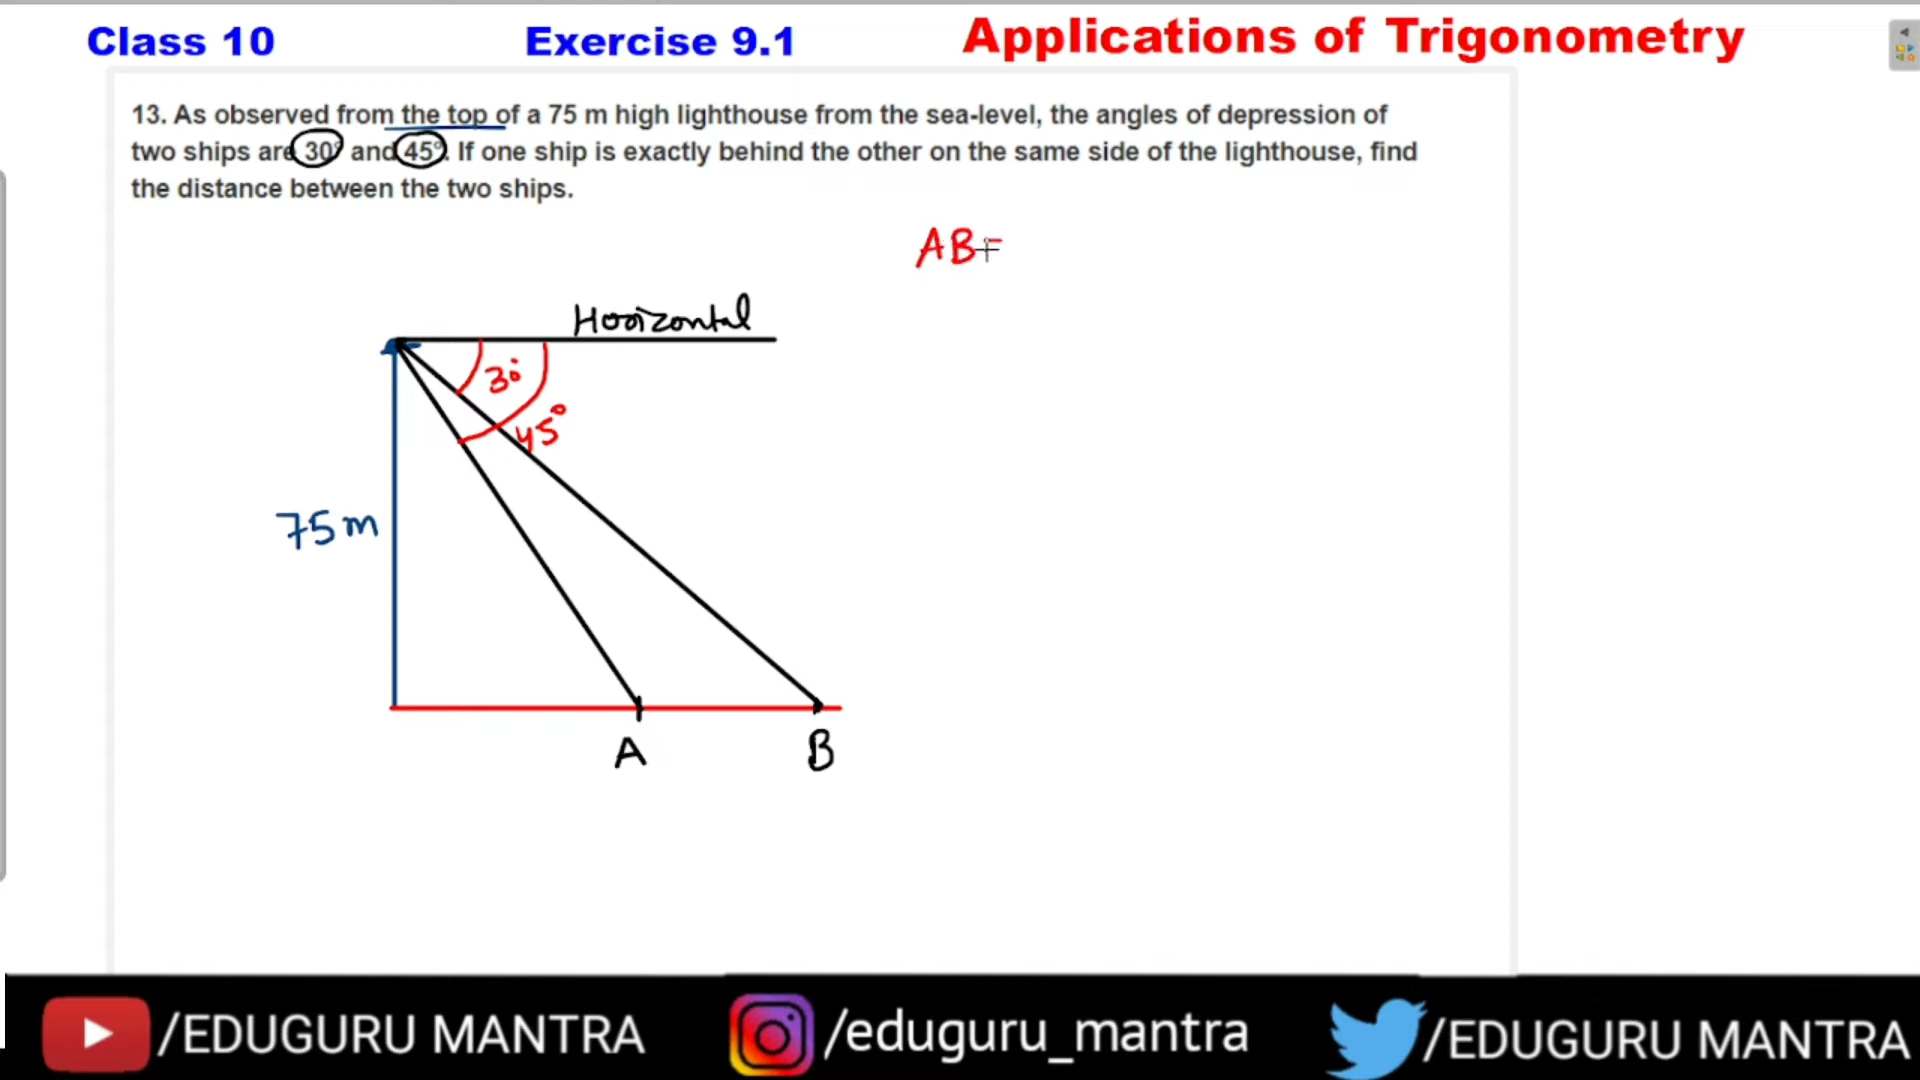 Class 10 Exercise 9.1 Applications of Trigonometry
13. As observed from the top of a 75 m high lighthouse from the sea-level, the angles of depression of
two ships are 30° and 45°. If one ship is exactly behind the other on the same side of the lighthouse, find
the distance between the two ships.
AB=
Horizontal
30°
45°
75m
A B
/EDUGURU MANTRA /eduguru_mantra /EDUGURU MANTRA